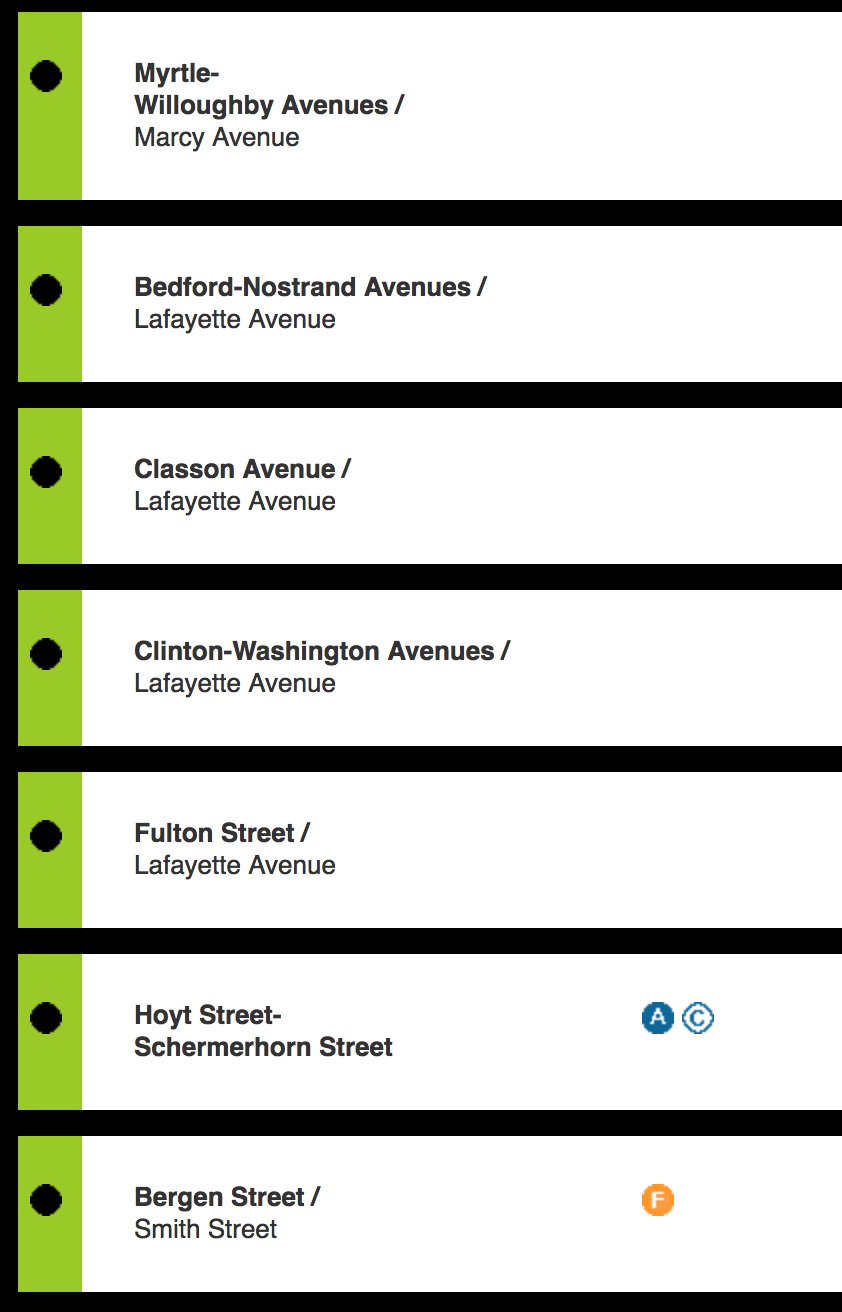 Myrtle-
Willoughby Avenues /
Marcy Avenue
Bedford-Nostrand Avenues /
Lafayette Avenue
Classon Avenue /
Lafayette Avenue
Clinton-Washington Avenues /
Lafayette Avenue
Fulton Street /
Lafayette Avenue
Hoyt Street- A C
Schermerhorn Street
Bergen Street / F
Smith Street